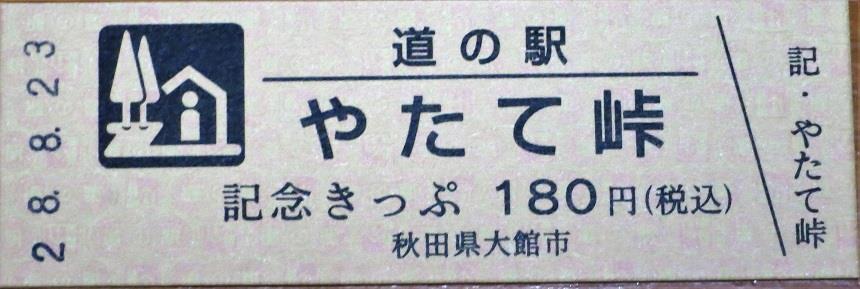 28.8.23
道の駅
やたて峠
記念きっぷ 180円(税込)
秋田県大館市
記・やたて峠